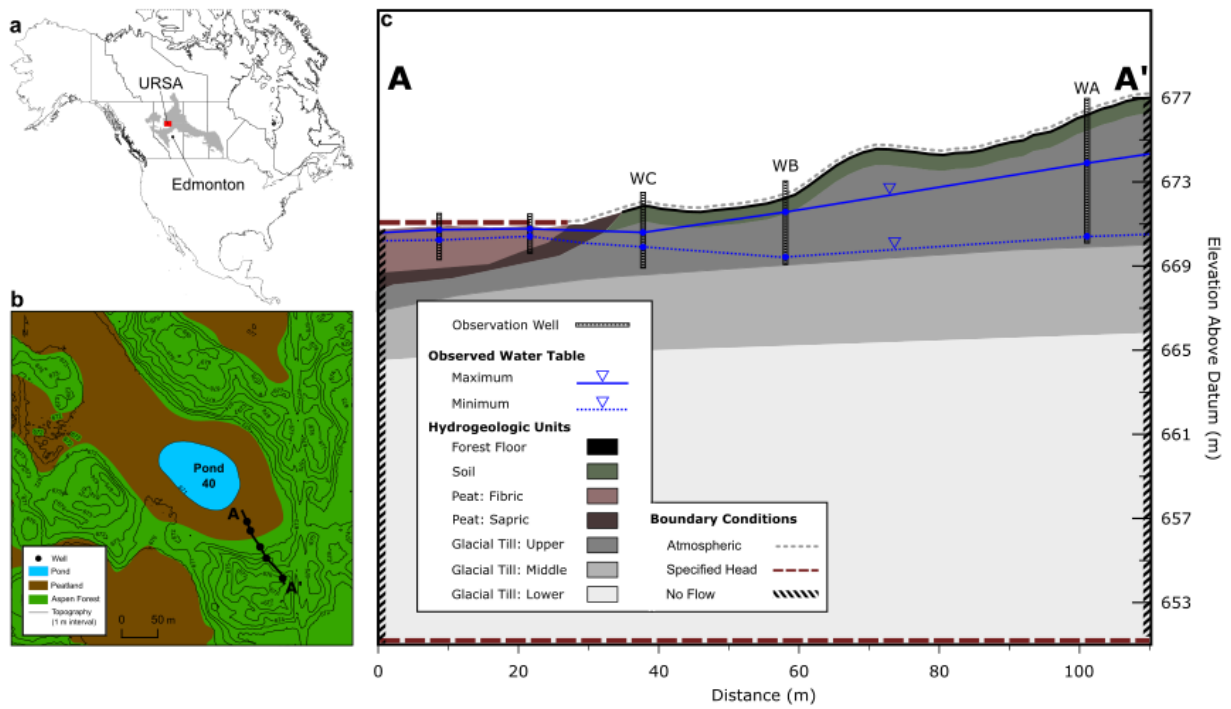 a
URSA
Edmonton
b
Pond
40
A
A'
Well
Pond
Peatland
Aspen Forest
Topography
(1 m interval)
0 50 m
c
A
A'
WA
WB
WC
677
673
669
665
661
657
653
Elevation Above Datum (m)
Observation Well
Observed Water Table
Maximum
Minimum
Hydrogeologic Units
Forest Floor
Soil
Peat: Fibric
Peat: Sapric
Glacial Till: Upper
Glacial Till: Middle
Glacial Till: Lower
Boundary Conditions
Atmospheric
Specified Head
No Flow
0 20 40 60 80 100
Distance (m)